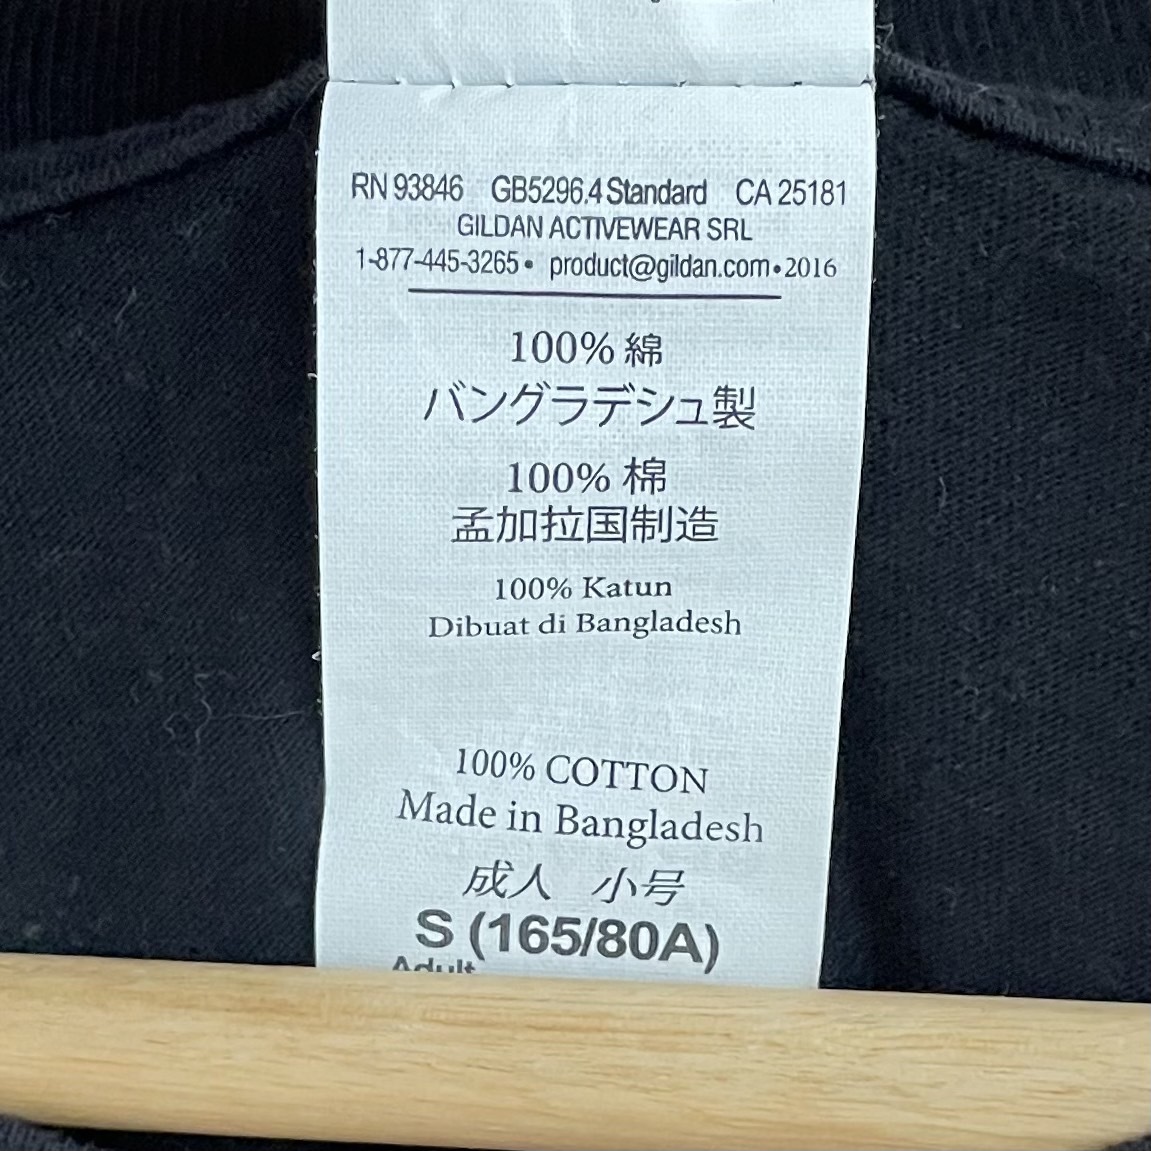 RN 93846 GB5296.4 Standard CA 25181
GILDAN ACTIVEWEAR SRL
1-877-445-3265 • product@gildan.com • 2016
100% 綿
バングラデシュ製
100% 棉
孟加拉国制造
100% Katun
Dibuat di Bangladesh
100% COTTON
Made in Bangladesh
成人 小号
S (165/80A)
Adult